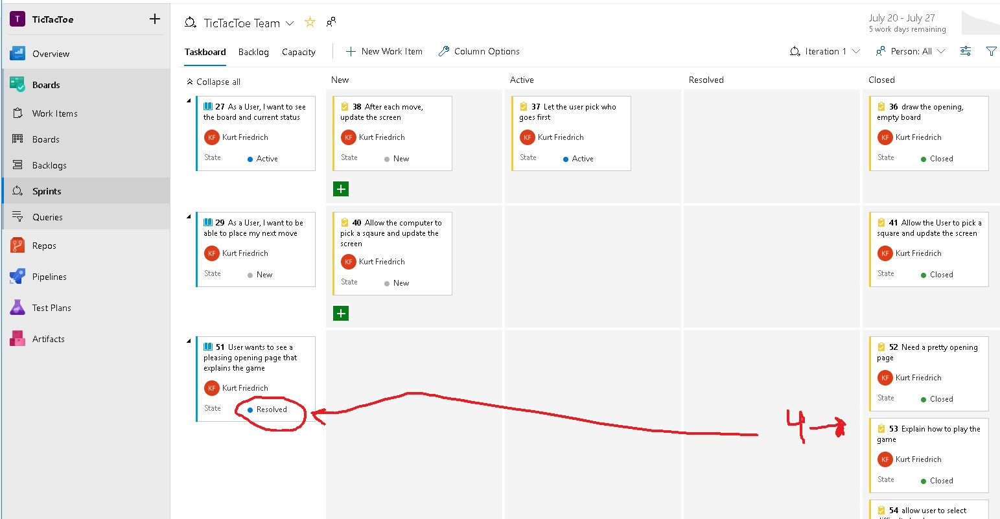 T TicTacToe +
Overview
Boards
Work Items
Boards
Backlogs
Sprints
Queries
Repos
Pipelines
Test Plans
Artifacts
TicTacToe Team
July 20 - July 27
5 work days remaining
Taskboard Backlog Capacity + New Work Item Column Options
Iteration 1 Person: All
Collapse all New Active Resolved Closed
27 As a User, I want to see
the board and current status
KF Kurt Friedrich
State Active
38 After each move,
update the screen
KF Kurt Friedrich
State New
+
37 Let the user pick who
goes first
KF Kurt Friedrich
State Active
36 draw the opening,
empty board
KF Kurt Friedrich
State Closed
29 As a User, I want to be
able to place my next move
KF Kurt Friedrich
State New
40 Allow the computer to
pick a sqaure and update the
screen
KF Kurt Friedrich
State New
+
41 Allow the User to pick a
square and update the screen
KF Kurt Friedrich
State Closed
51 User wants to see a
pleasing opening page that
explains the game
KF Kurt Friedrich
State Resolved
4
52 Need a pretty opening
page
KF Kurt Friedrich
State Closed
53 Explain how to play the
game
KF Kurt Friedrich
State Closed
54 allow user to select